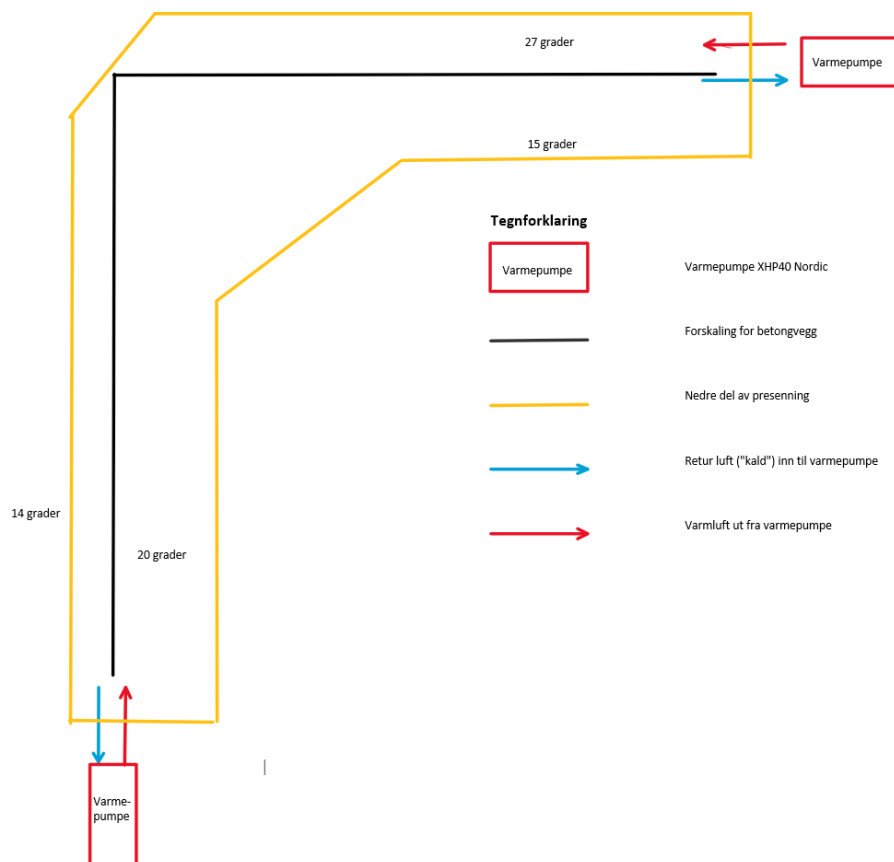 27 grader
Varmepumpe
15 grader
Tegnforklaring
Varmepumpe
Varmepumpe XHP40 Nordic
Forskaling for betongvegg
Nedre del av presenning
Retur luft ("kald") inn til varmepumpe
14 grader
Varmluft ut fra varmepumpe
20 grader
Varme-
pumpe